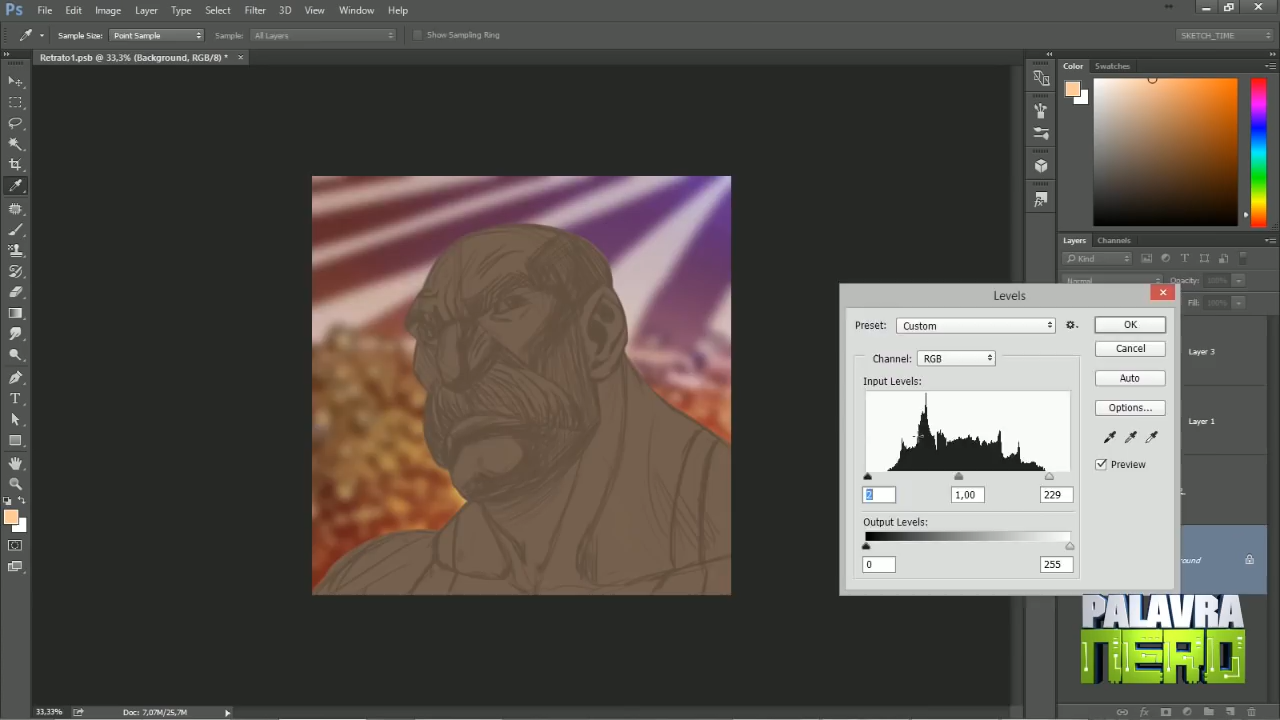 Ps File Edit Image Layer Type Select Filter 3D View Window Help
Sample Size: Point Sample Sample: All Layers Show Sampling Ring SKETCH_TIME
Retrato1.psb @ 33,3% (Background, RGB/8) * ×
Color Swatches
Layers Channels
Kind
Normal Opacity: 100%
Fill: 100%
Levels
Preset: Custom OK
Cancel
Channel: RGB
Auto
Input Levels:
Options...
Preview
2 1,00 229
Output Levels:
0 255
Layer 3
Layer 1
ound
PALAVRA
NERD
33,33% Doc: 7,07M/25,7M